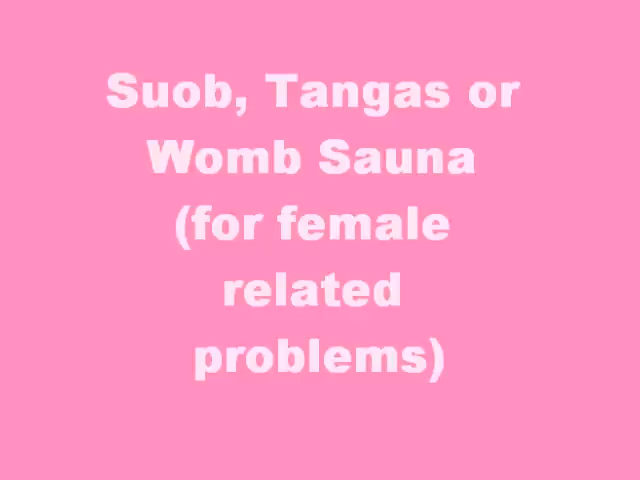 Suob, Tangas or
Womb Sauna
(for female
related
problems)